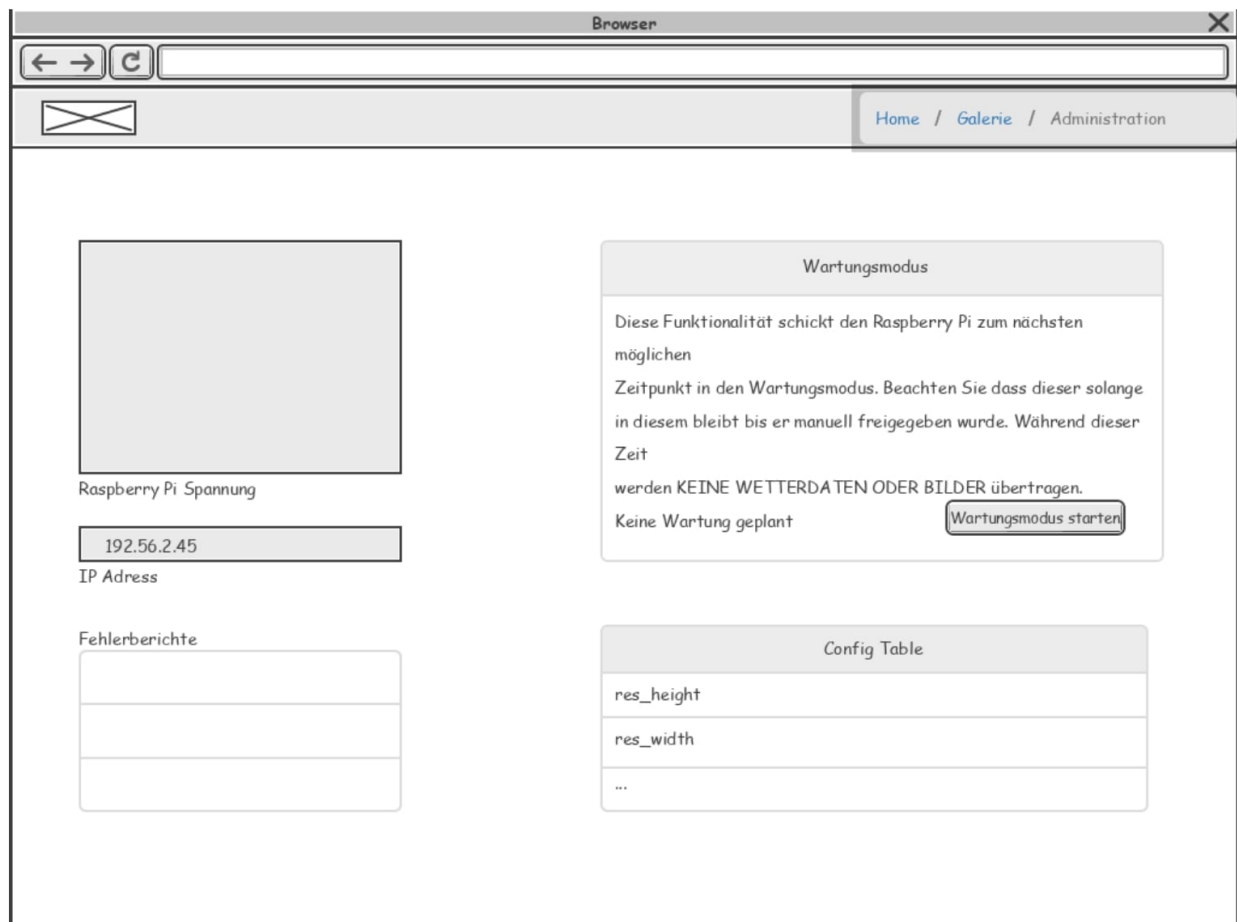 Browser
Home / Galerie / Administration
Raspberry Pi Spannung
192.56.2.45
IP Adress
Fehlerberichte
Wartungsmodus
Diese Funktionalität schickt den Raspberry Pi zum nächsten
möglichen
Zeitpunkt in den Wartungsmodus. Beachten Sie dass dieser solange
in diesem bleibt bis er manuell freigegeben wurde. Während dieser
Zeit
werden KEINE WETTERDATEN ODER BILDER übertragen.
Keine Wartung geplant
Wartungsmodus starten
Config Table
res_height
res_width
...